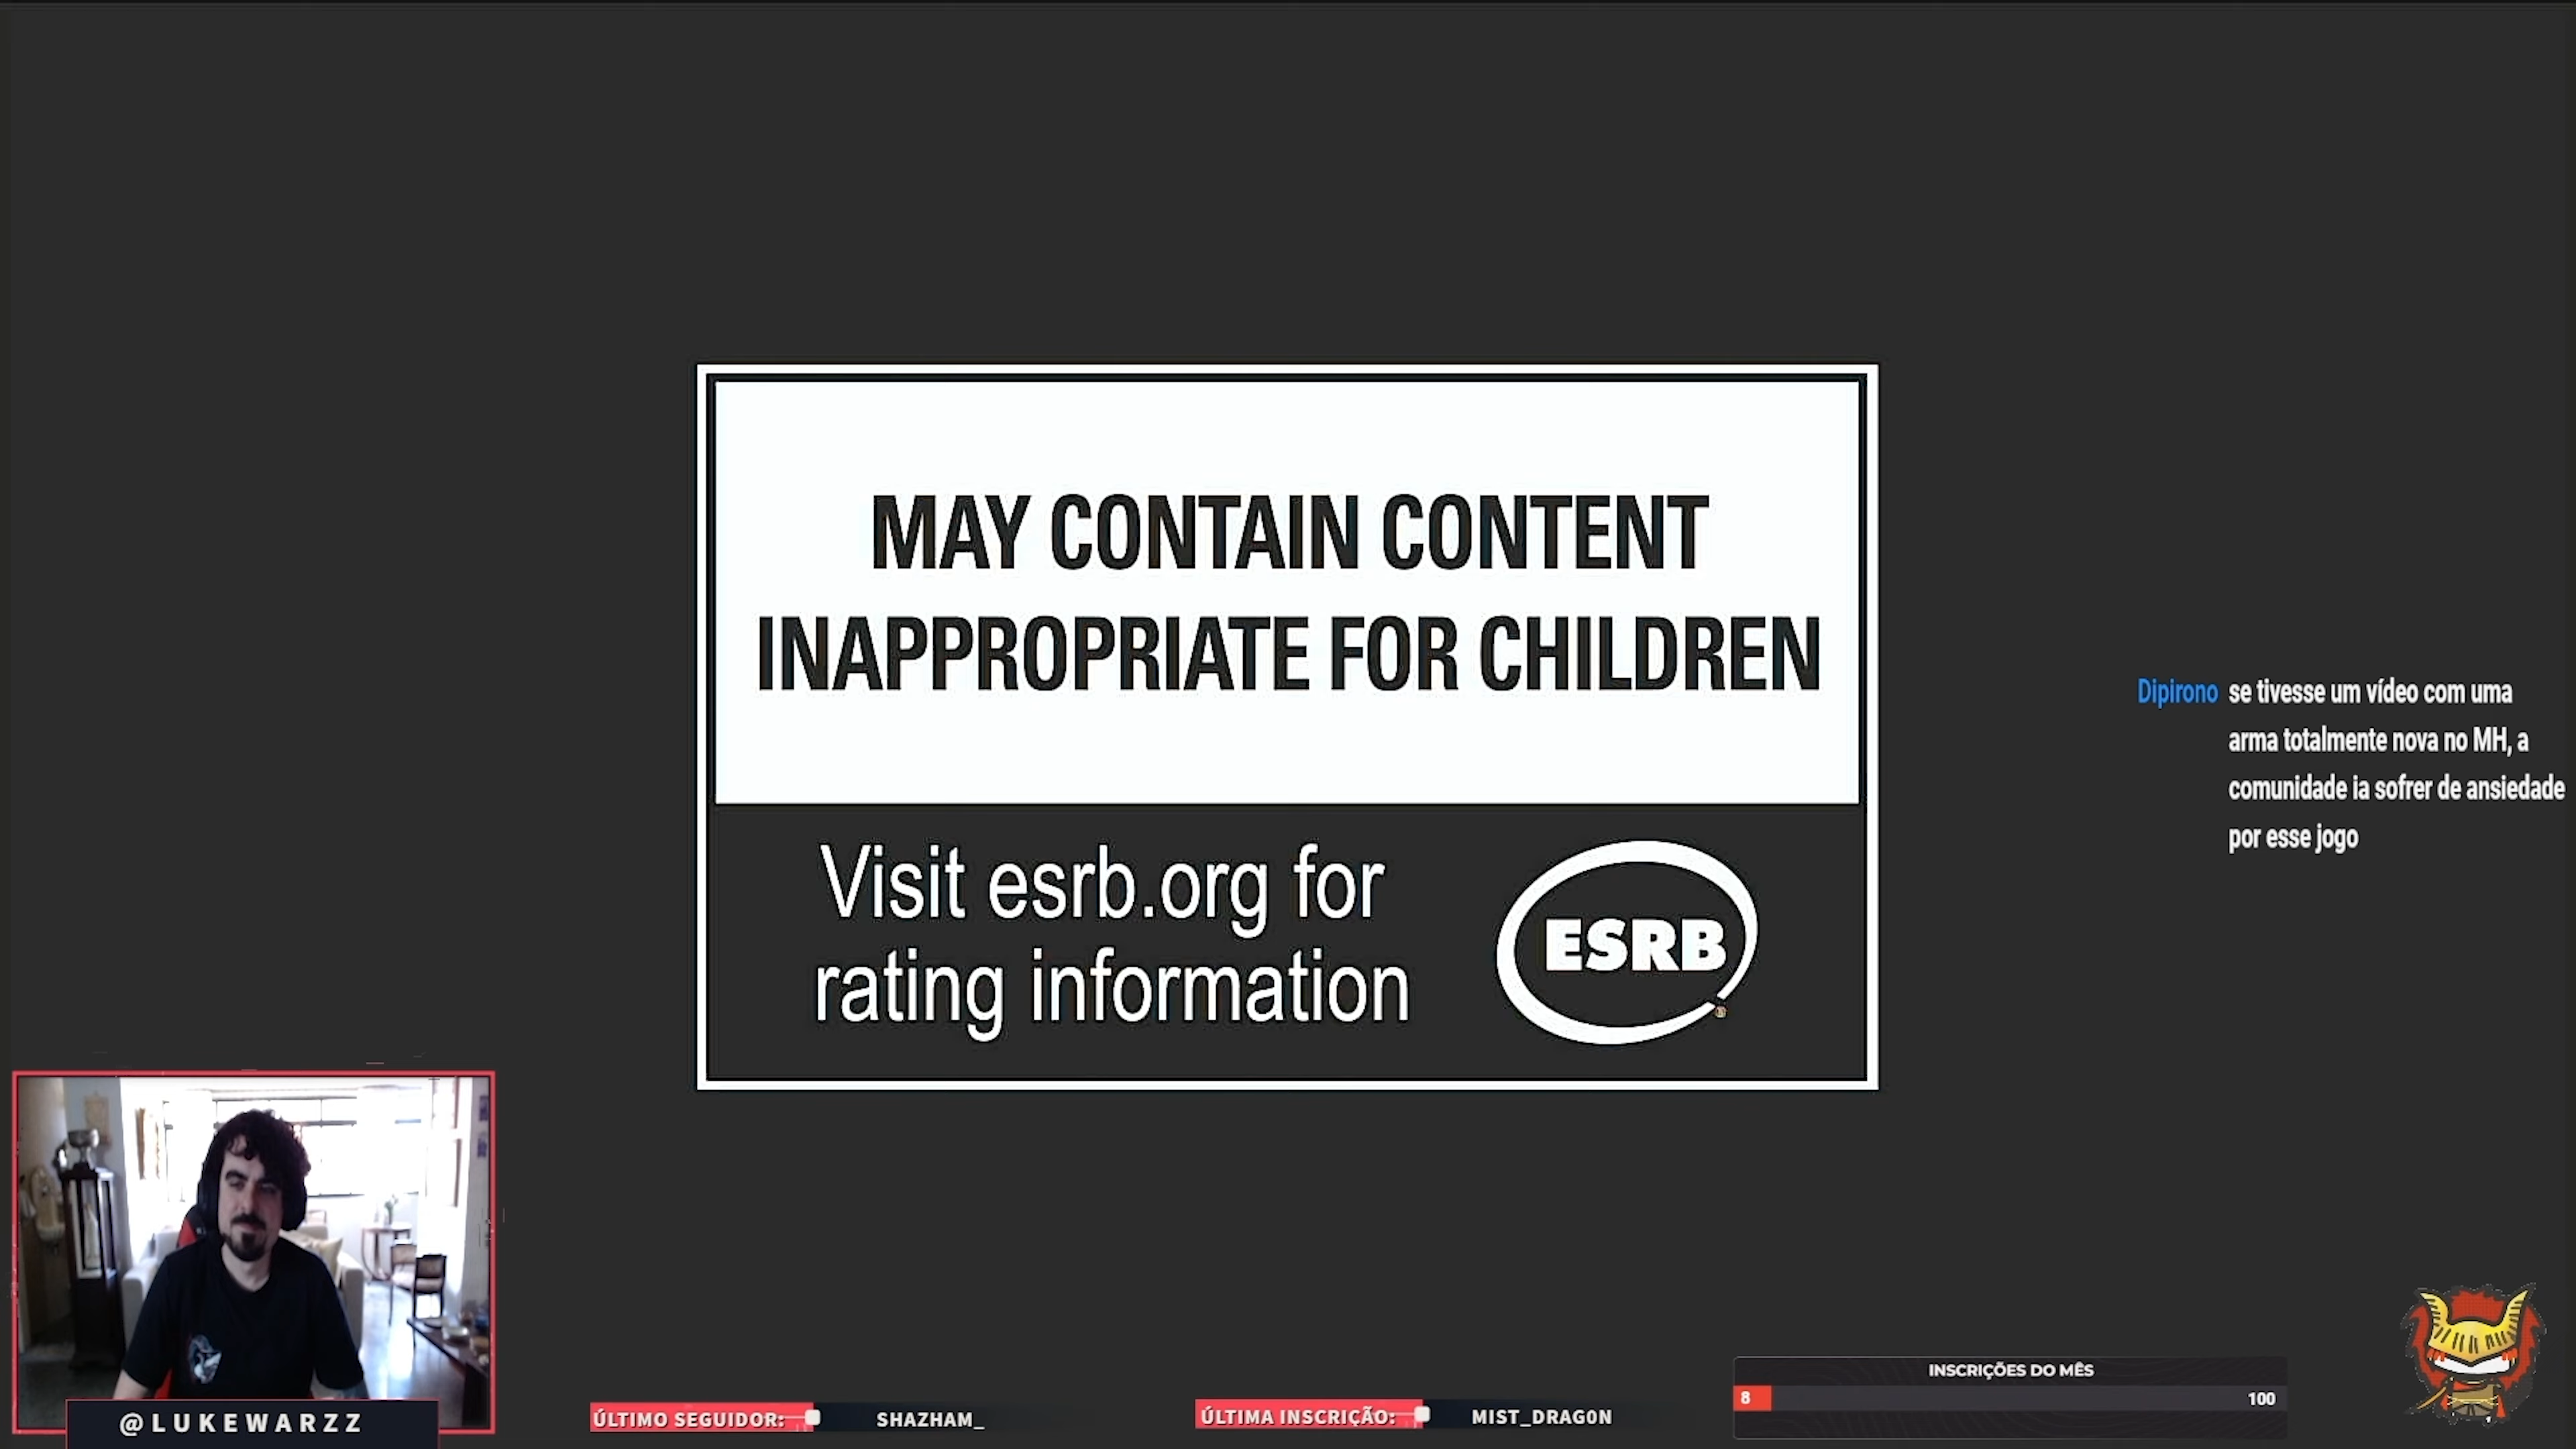 MAY CONTAIN CONTENT
INAPPROPRIATE FOR CHILDREN
Visit esrb.org for
rating information
ESRB
Dipirono se tivesse um vídeo com uma
arma totalmente nova no MH, a
comunidade ia sofrer de ansiedade
por esse jogo
@LUKEWARZZ
ÚLTIMO SEGUIDOR: SHAZHAM_
ÚLTIMA INSCRIÇÃO: MIST_DRAG0N
INSCRIÇÕES DO MÊS
8 100